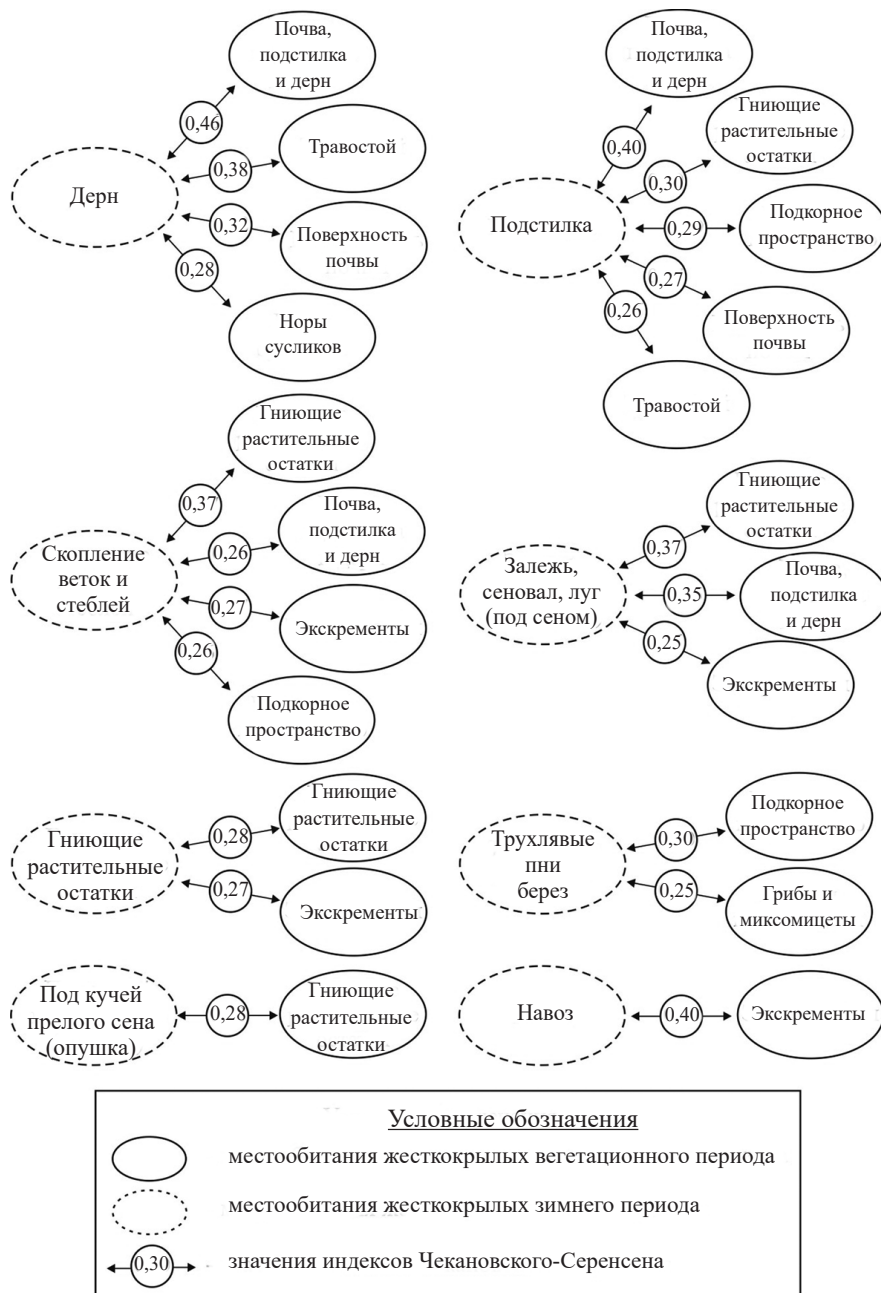 Почва,
подстилка
и дерн
0,46
Травостой
0,38
Дерн
0,32
Поверхность
почвы
0,28
Норы
сусликов
Почва,
подстилка
и дерн
0,40
Гниющие
растительные
остатки
0,30
Подстилка
0,29
Подкорное
пространство
0,27
Поверхность
почвы
0,26
Травостой
Гниющие
растительные
остатки
0,37
Почва,
подстилка
и дерн
0,26
Скопление
веток и
стеблей
0,27
Экскременты
0,26
Подкорное
пространство
Гниющие
растительные
остатки
0,37
Залежь,
сеновал, луг
(под сеном)
0,35
Почва,
подстилка
и дерн
0,25
Экскременты
Гниющие
растительные
остатки
0,28
Гниющие
растительные
остатки
0,27
Экскременты
Подкорное
пространство
0,30
Трухлявые
пни
берез
0,25
Грибы и
миксомицеты
Под кучей
прелого сена
(опушка)
0,28
Гниющие
растительные
остатки
Навоз
0,40
Экскременты
Условные обозначения
местообитания жесткокрылых вегетационного периода
местообитания жесткокрылых зимнего периода
0,30
значения индексов Чекановского-Серенсена